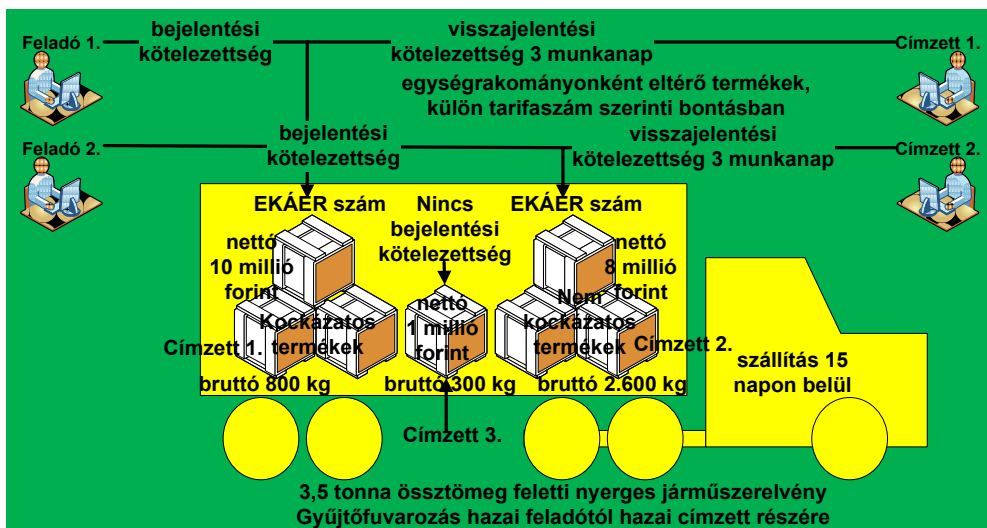 Feladó 1.
bejelentési
kötelezettség
visszajelentési
kötelezettség 3 munkanap
Címzett 1.
egységrakományonként eltérő termékek,
külön tarifaszám szerinti bontásban
Feladó 2.
bejelentési
kötelezettség
visszajelentési
kötelezettség 3 munkanap
Címzett 2.
EKÁER szám
Nincs
bejelentési
kötelezettség
EKÁER szám
nettó
10 millió
forint
Kockázatos
termékek
Címzett 1.
bruttó 800 kg
nettó
1 millió
forint
bruttó 300 kg
Címzett 3.
nettó
8 millió
forint
Nem
kockázatos
termékek
Címzett 2.
bruttó 2.600 kg
szállítás 15
napon belül
3,5 tonna össztömeg feletti nyerges járműszerelvény
Gyűjtőfuvarozás hazai feladótól hazai címzett részére